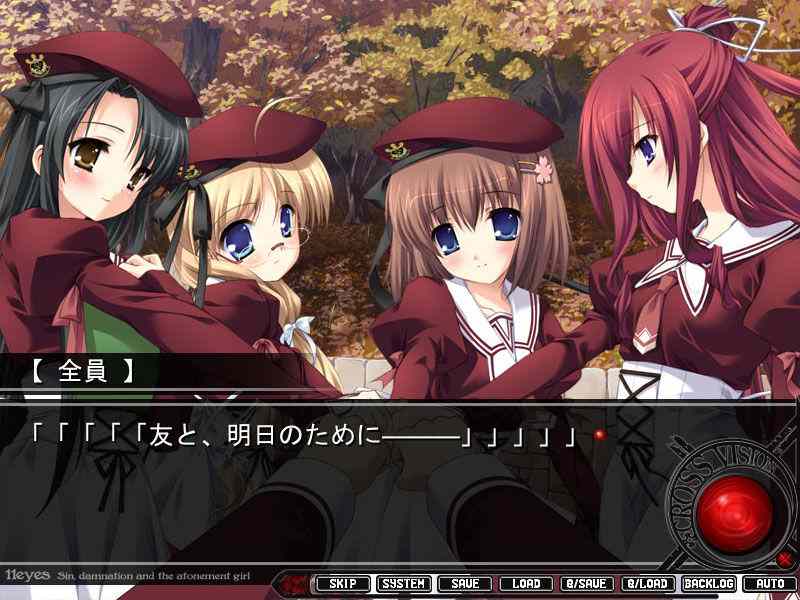 【 全員 】
「「「「「友と、明日のために―――」」」」」
CROSS VISION
11eyes Sin, damnation and the atonement girl
SKIP SYSTEM SAVE LOAD Q/SAVE Q/LOAD BACKLOG AUTO